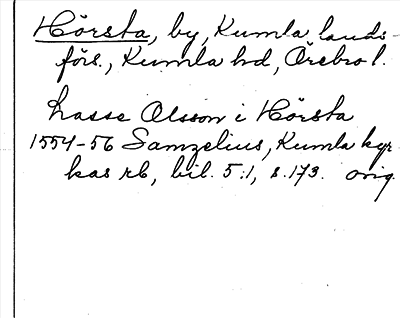 Hörsta, by, Kumla lands-
förs., Kumla hd, Örebro l.
Lasse Olsson i Hörsta
1554-56 Samzelius, Kumla kyr
kas rb, bil. 5:1, s. 173. orig.